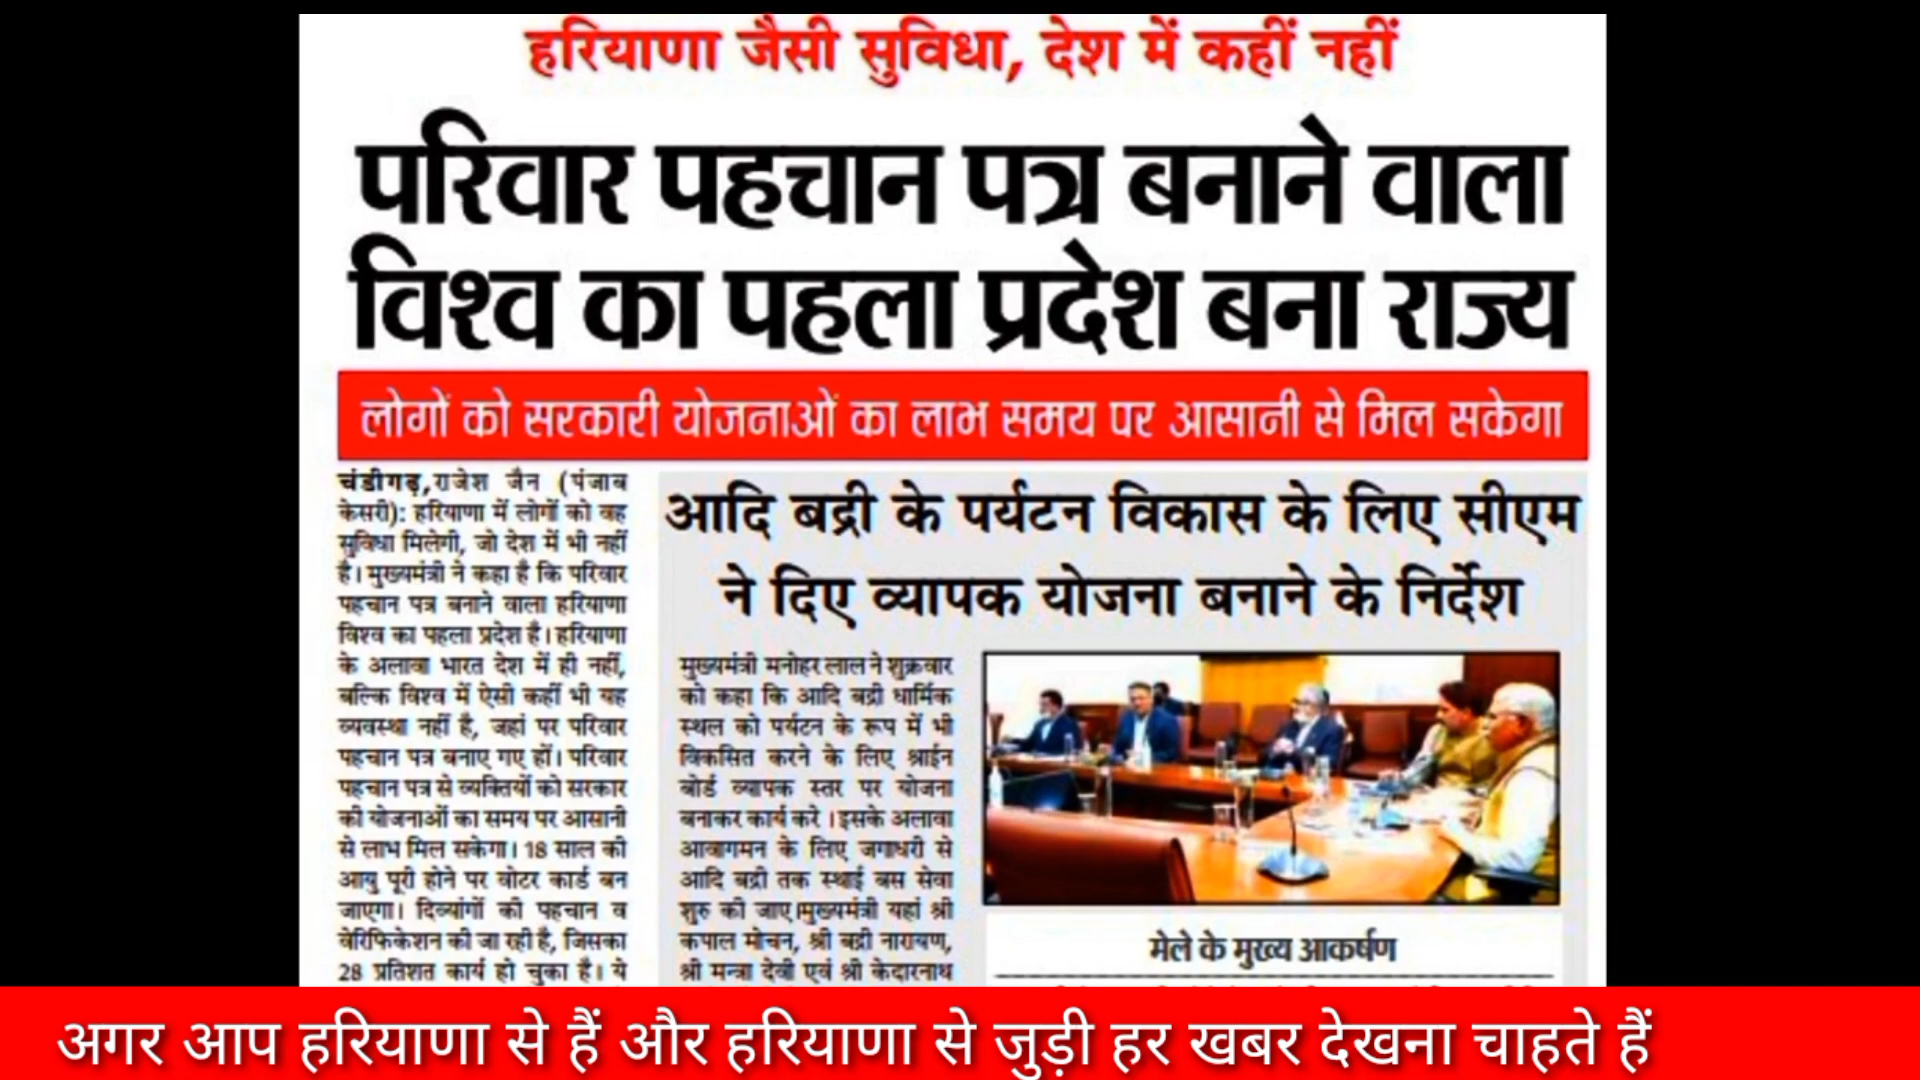 हरियाणा जैसी सुविधा, देश में कहीं नहीं
परिवार पहचान पत्र बनाने वाला
विश्व का पहला प्रदेश बना राज्य
लोगों को सरकारी योजनाओं का लाभ समय पर आसानी से मिल सकेगा
चंडीगढ़,राजेश जैन (पंजाब
केसरी): हरियाणा में लोगों को वह
सुविधा मिलेगी, जो देश में भी नहीं
है। मुख्यमंत्री ने कहा है कि परिवार
पहचान पत्र बनाने वाला हरियाणा
विश्व का पहला प्रदेश है। हरियाणा
के अलावा भारत देश में ही नहीं,
बल्कि विश्व में ऐसी कहीं भी यह
व्यवस्था नहीं है, जहां पर परिवार
पहचान पत्र बनाए गए हों। परिवार
पहचान पत्र से व्यक्तियों को सरकार
की योजनाओं का समय पर आसानी
से लाभ मिल सकेगा। 18 साल की
आयु पूरी होने पर वोटर कार्ड बन
जाएगा। दिव्यांगों की पहचान व
वेरिफिकेशन की जा रही है, जिसका
28 प्रतिशत कार्य हो चुका है। ये
आदि बद्री के पर्यटन विकास के लिए सीएम
ने दिए व्यापक योजना बनाने के निर्देश
मुख्यमंत्री मनोहर लाल ने शुक्रवार
को कहा कि आदि बद्री धार्मिक
स्थल को पर्यटन के रूप में भी
विकसित करने के लिए श्राईन
बोर्ड व्यापक स्तर पर योजना
बनाकर कार्य करे । इसके अलावा
आवागमन के लिए जगाधरी से
आदि बद्री तक स्थाई बस सेवा
शुरु की जाए।मुख्यमंत्री यहां श्री
कपाल मोचन, श्री बद्री नारायण,
श्री मन्त्रा देवी एवं श्री केदारनाथ
मेले के मुख्य आकर्षण
अगर आप हरियाणा से हैं और हरियाणा से जुड़ी हर खबर देखना चाहते हैं